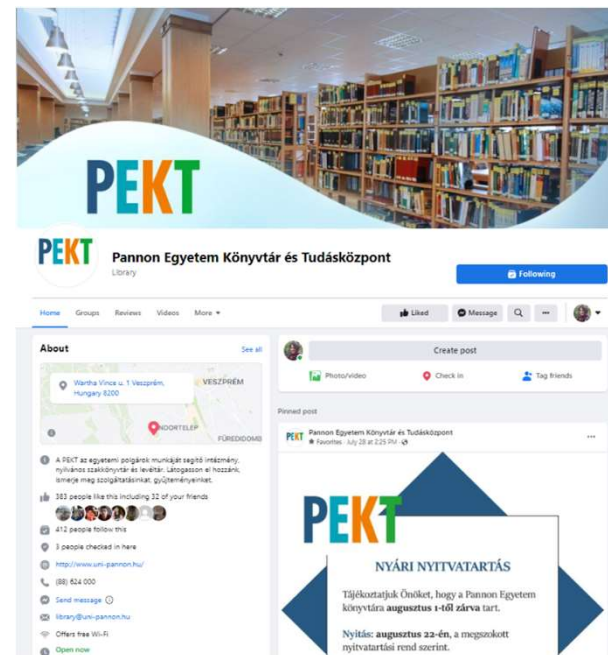 PEKT
PEKT
Pannon Egyetem Könyvtár és Tudásközpont
Library
Following
Home Groups Reviews Videos More
Liked Message
About See all
Wartha Vince u. 1 Veszprém,
Hungary 8200
VESZPRÉM
FÜREDIDOMB
A PEKT az egyetemi polgárok munkáját segítő intézmény,
nyilvános szakkönyvtár és levéltár. Látogasson el hozzánk,
ismerje meg szolgáltatásinkat, gyűjteményeinket.
383 people like this including 32 of your friends
412 people follow this
3 people checked in here
http://www.uni-pannon.hu/
(88) 624 000
Send message
library@uni-pannon.hu
Offers free Wi-Fi
Open now
Create post
Photo/video Check in Tag friends
Pinned post
PEKT
Pannon Egyetem Könyvtár és Tudásközpont
Favorites · July 28 at 2:25 PM
PEKT
NYÁRI NYITVATARTÁS
Tájékoztatjuk Önöket, hogy a Pannon Egyetem
könyvtára augusztus 1-től zárva tart.
Nyitás: augusztus 22-én, a megszokott
nyitvatartási rend szerint.